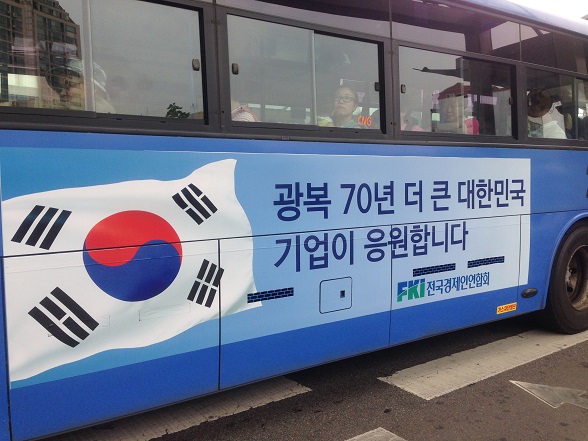 광복 70년 더 큰 대한민국
기업이 응원합니다
FKI 전국경제인연합회